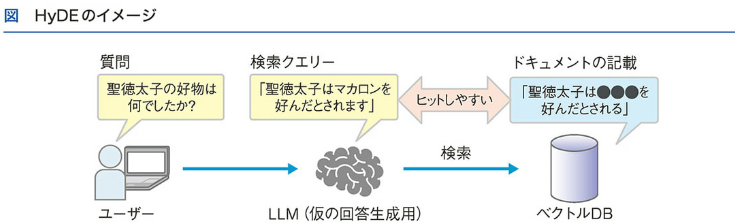 図 HyDEのイメージ
質問
検索クエリー
ドキュメントの記載
聖徳太子の好物は
何でしたか?
「聖徳太子はマカロンを
好んだとされます」
ヒットしやすい
「聖徳太子は●●●を
好んだとされる」
検索
ユーザー
LLM（仮の回答生成用）
ベクトルDB